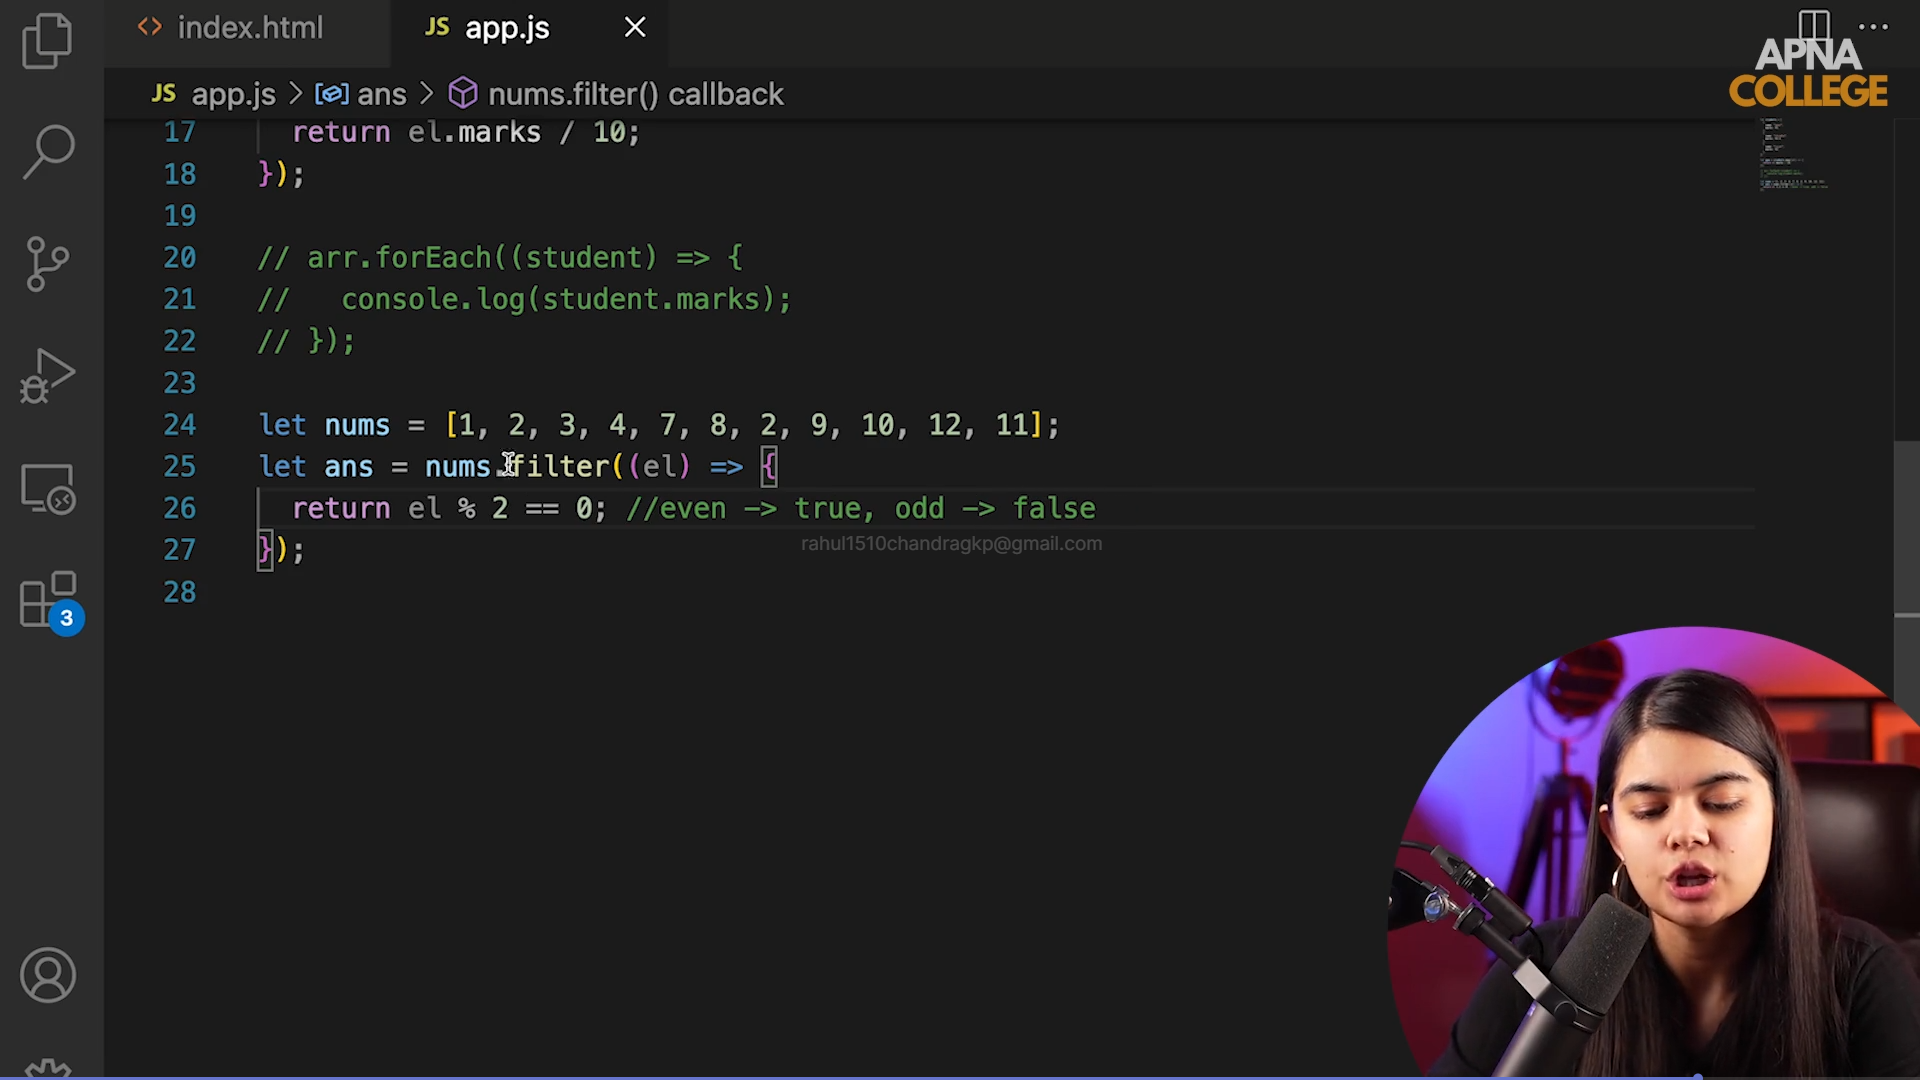 index.html
JS app.js
APNA
COLLEGE
JS app.js > ans > nums.filter() callback
17 return el.marks / 10;
18 });
19
20 // arr.forEach((student) => {
21 // console.log(student.marks);
22 // });
23
24 let nums = [1, 2, 3, 4, 7, 8, 2, 9, 10, 12, 11];
25 let ans = nums.filter((el) => {
26 return el % 2 == 0; //even -> true, odd -> false
27 });
rahul1510chandragkp@gmail.com
28
3